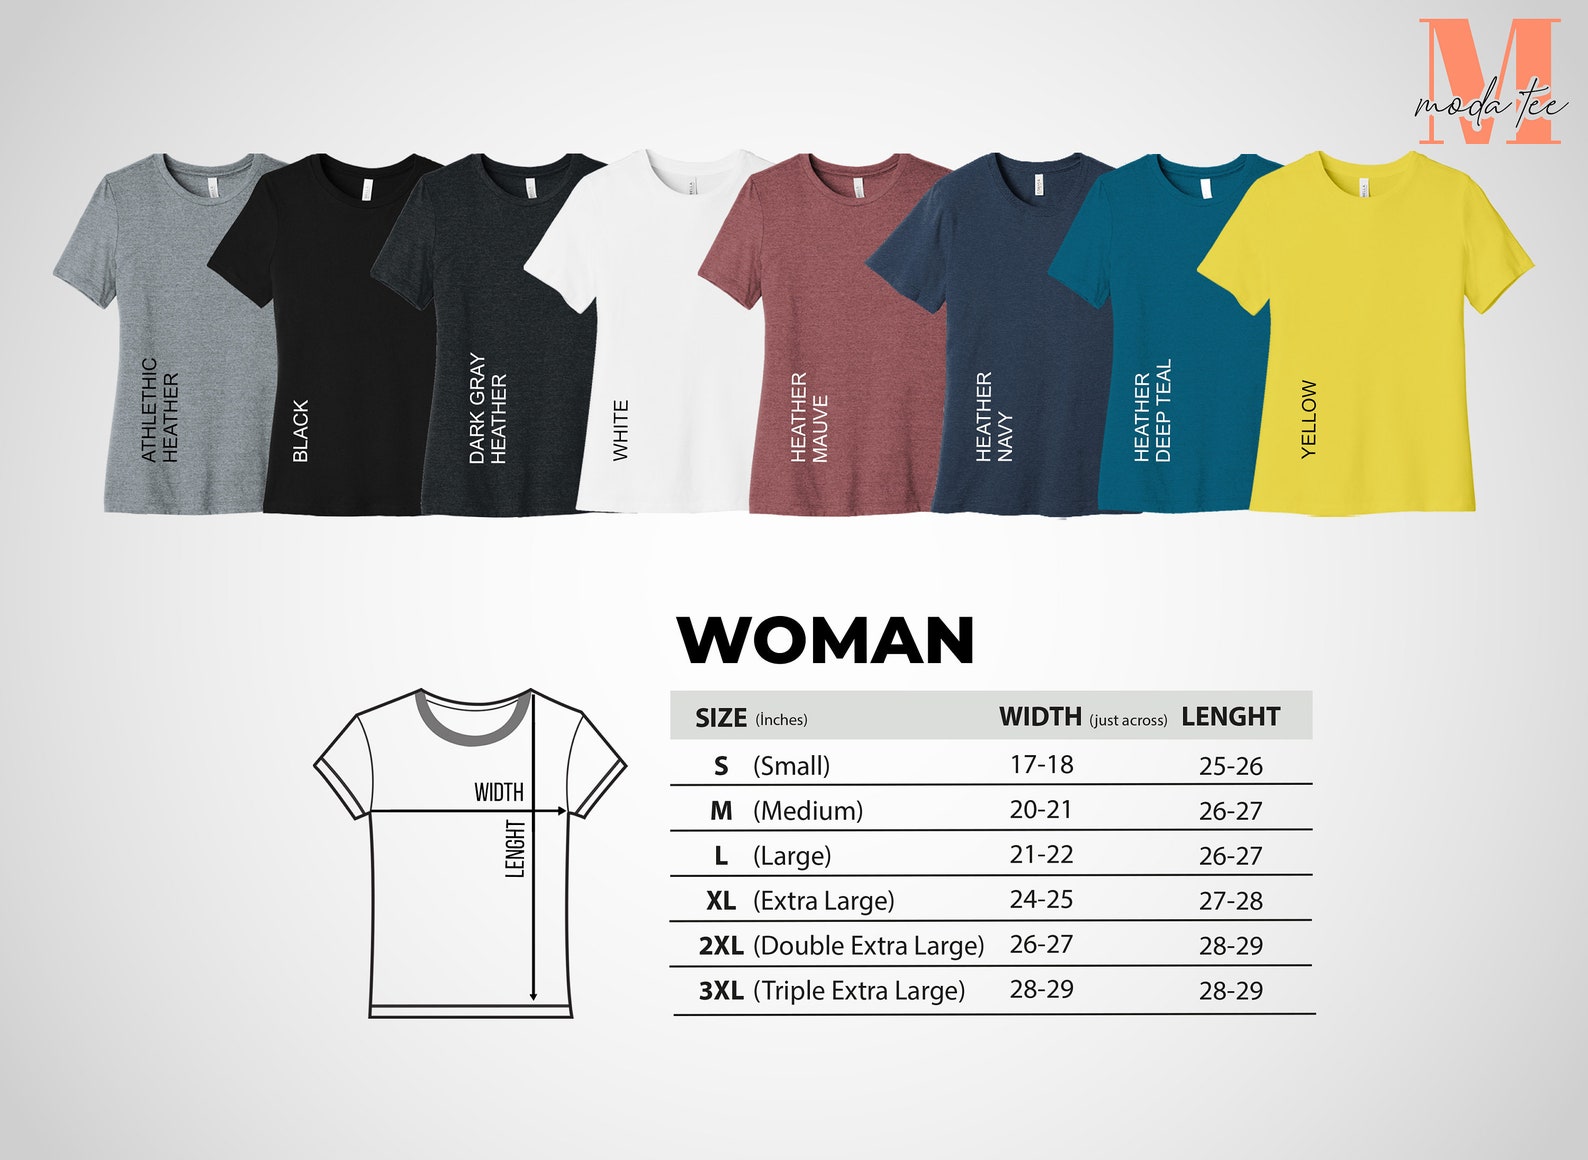 M
moda tee
ATHLETHIC
HEATHER
BLACK
DARK GRAY
HEATHER
WHITE
HEATHER
MAUVE
HEATHER
NAVY
HEATHER
DEEP TEAL
YELLOW
WOMAN
SIZE (İnches) WIDTH (just across) LENGHT
S (Small) 17-18 25-26
M (Medium) 20-21 26-27
L (Large) 21-22 26-27
XL (Extra Large) 24-25 27-28
2XL (Double Extra Large) 26-27 28-29
3XL (Triple Extra Large) 28-29 28-29
WIDTH
LENGHT